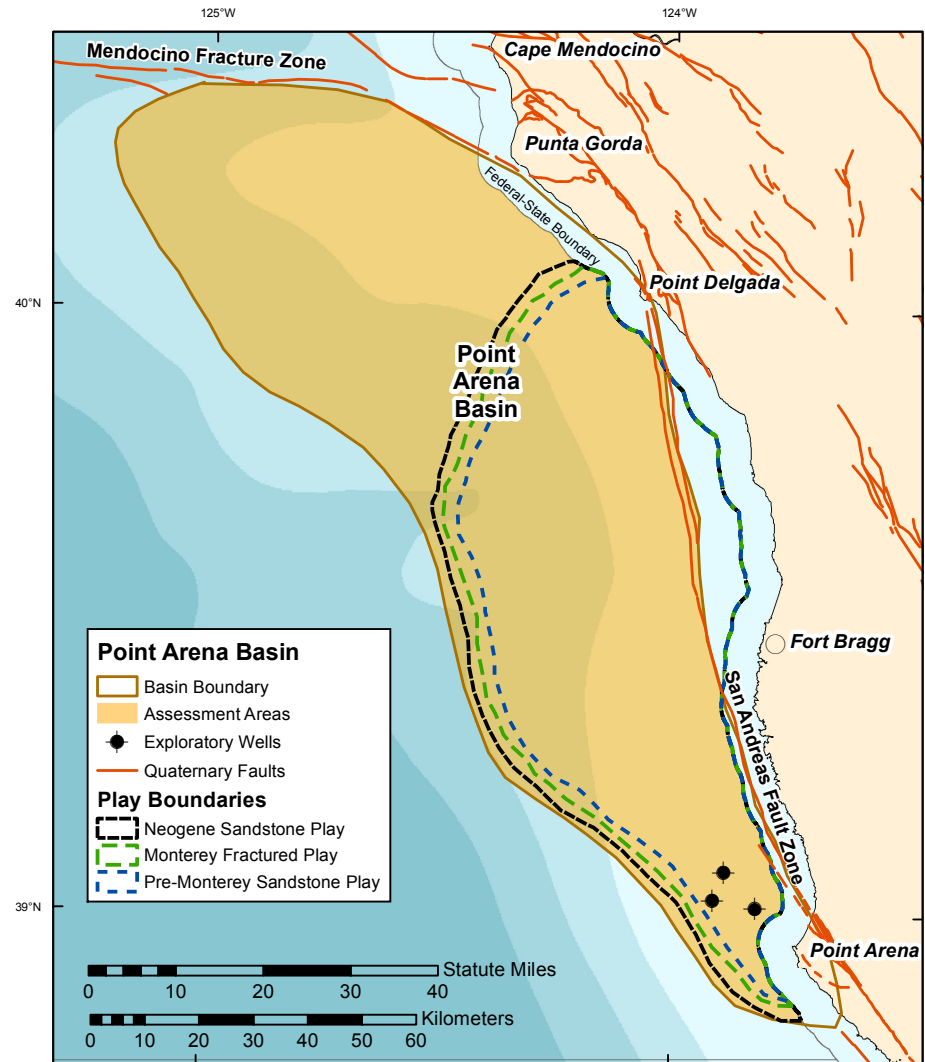 125°W
124°W
Mendocino Fracture Zone
Cape Mendocino
Punta Gorda
Federal-State Boundary
Point Delgada
40°N
Point
Arena
Basin
Fort Bragg
San Andreas Fault Zone
Point Arena Basin
Basin Boundary
Assessment Areas
Exploratory Wells
Quaternary Faults
Play Boundaries
Neogene Sandstone Play
Monterey Fractured Play
Pre-Monterey Sandstone Play
39°N
Point Arena
Statute Miles
0 10 20 30 40
Kilometers
0 10 20 30 40 50 60